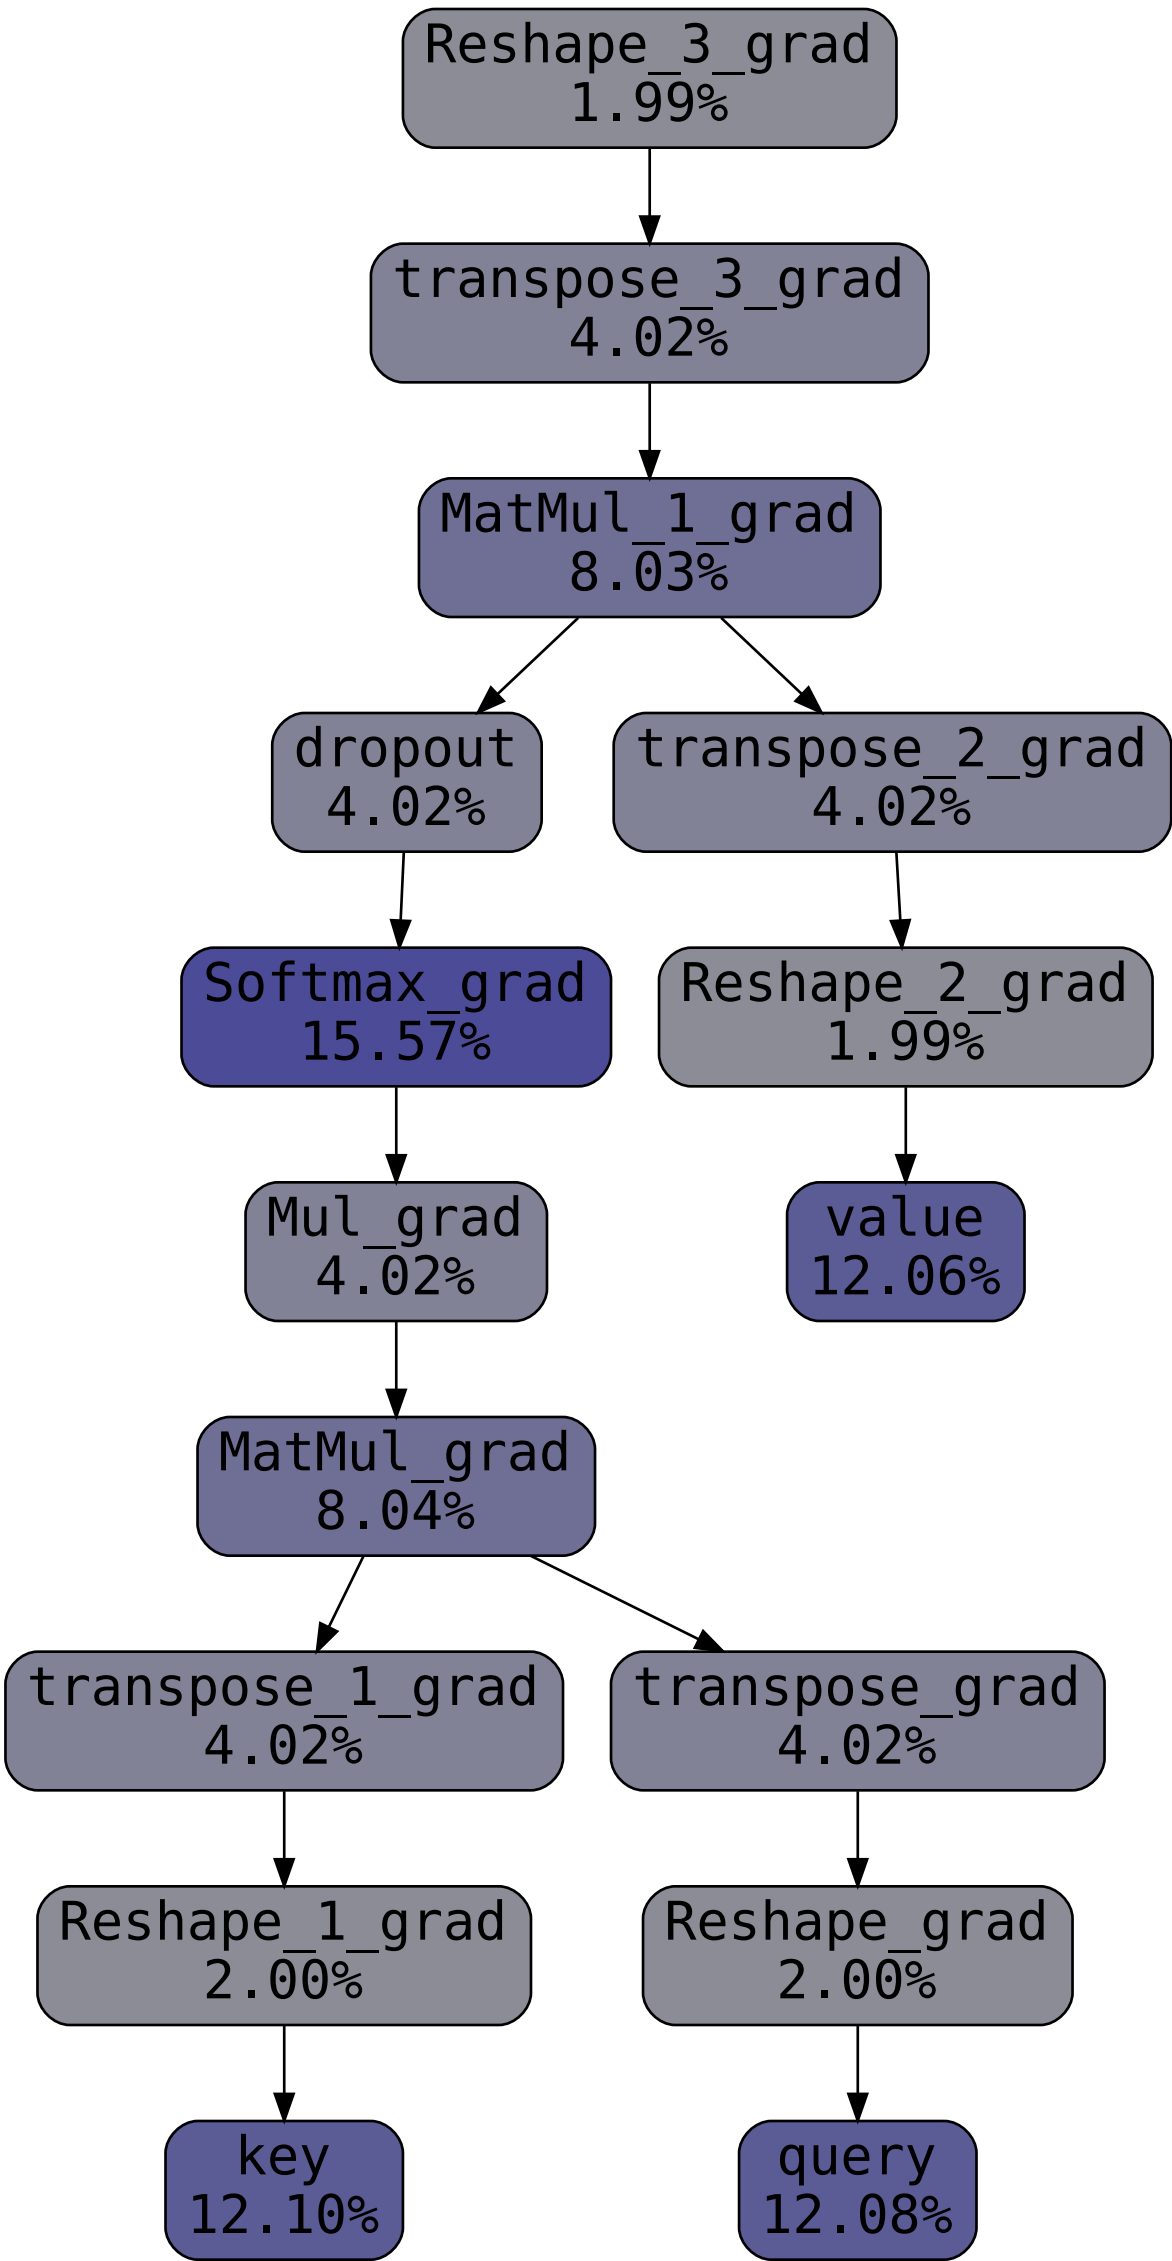 Reshape_3_grad
1.99%
transpose_3_grad
4.02%
MatMul_1_grad
8.03%
dropout
4.02%
transpose_2_grad
4.02%
Softmax_grad
15.57%
Reshape_2_grad
1.99%
Mul_grad
4.02%
value
12.06%
MatMul_grad
8.04%
transpose_1_grad
4.02%
transpose_grad
4.02%
Reshape_1_grad
2.00%
Reshape_grad
2.00%
key
12.10%
query
12.08%